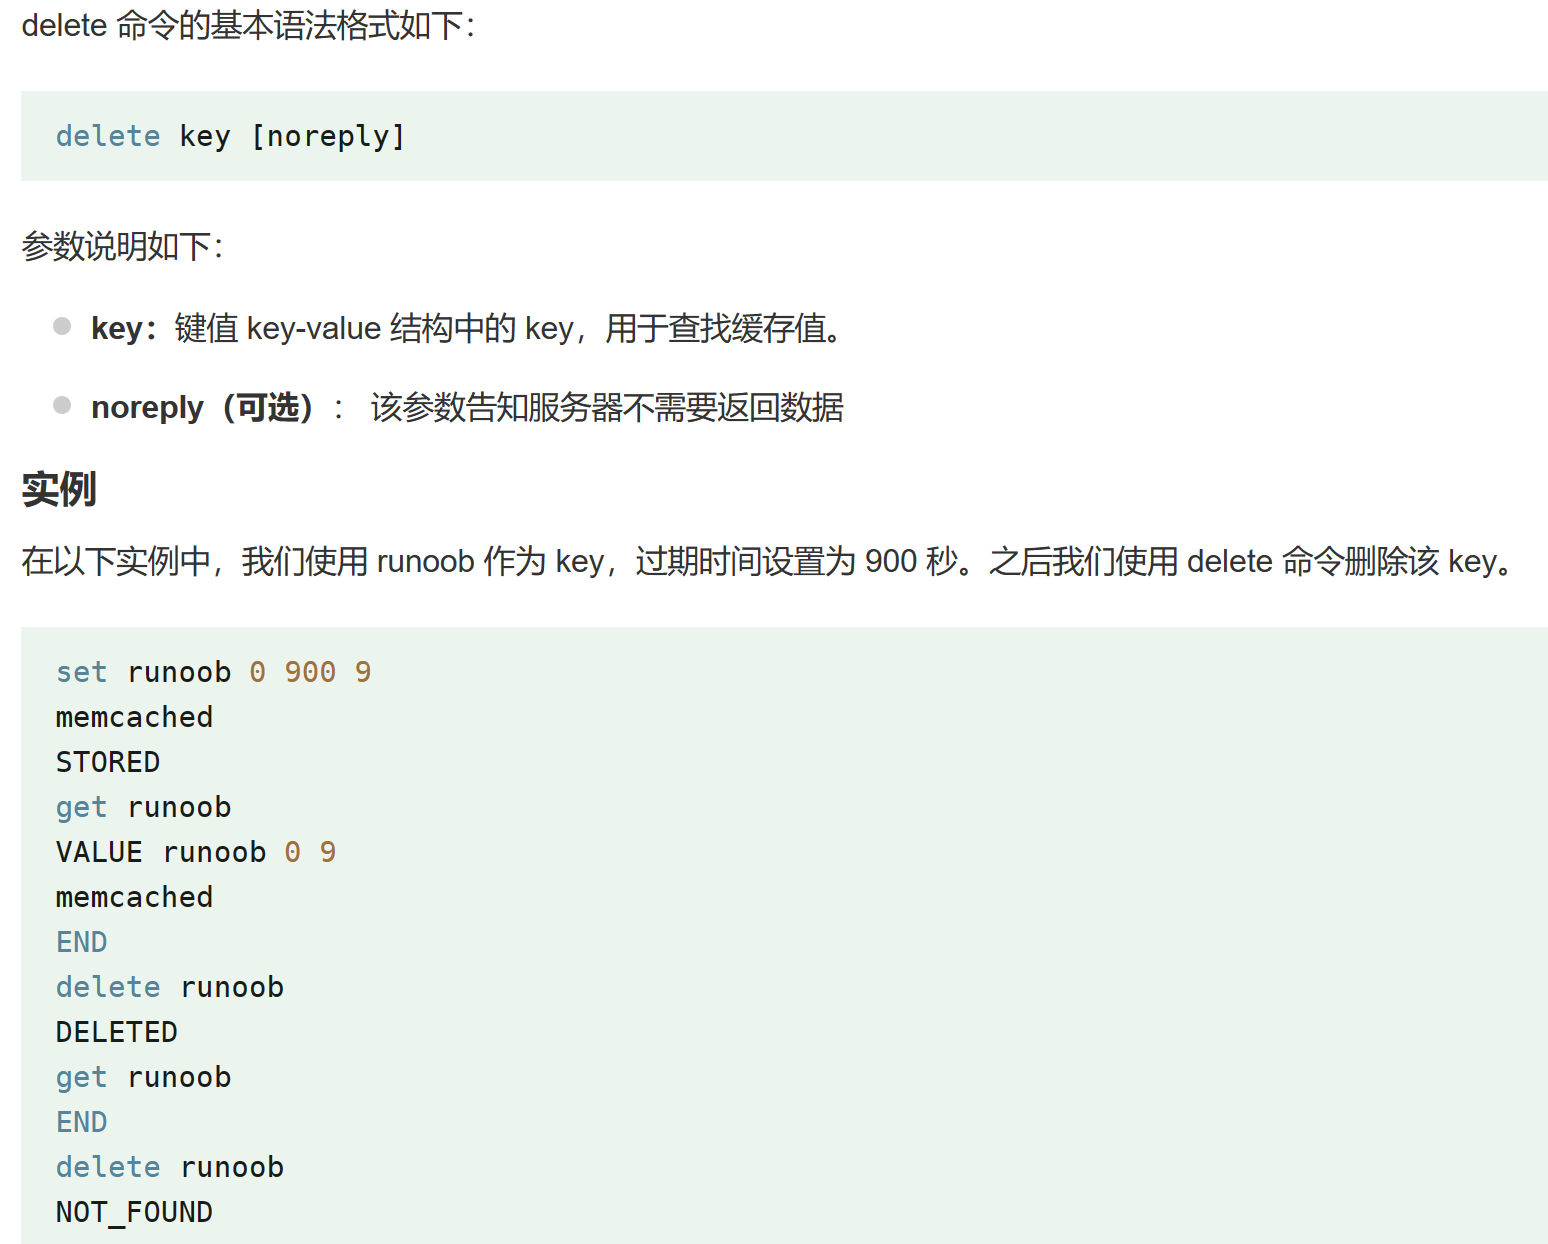 delete 命令的基本语法格式如下：
delete key [noreply]
参数说明如下：
key：键值 key-value 结构中的 key，用于查找缓存值。
noreply（可选）： 该参数告知服务器不需要返回数据
实例
在以下实例中，我们使用 runoob 作为 key，过期时间设置为 900 秒。之后我们使用 delete 命令删除该 key。
set runoob 0 900 9
memcached
STORED
get runoob
VALUE runoob 0 9
memcached
END
delete runoob
DELETED
get runoob
END
delete runoob
NOT_FOUND